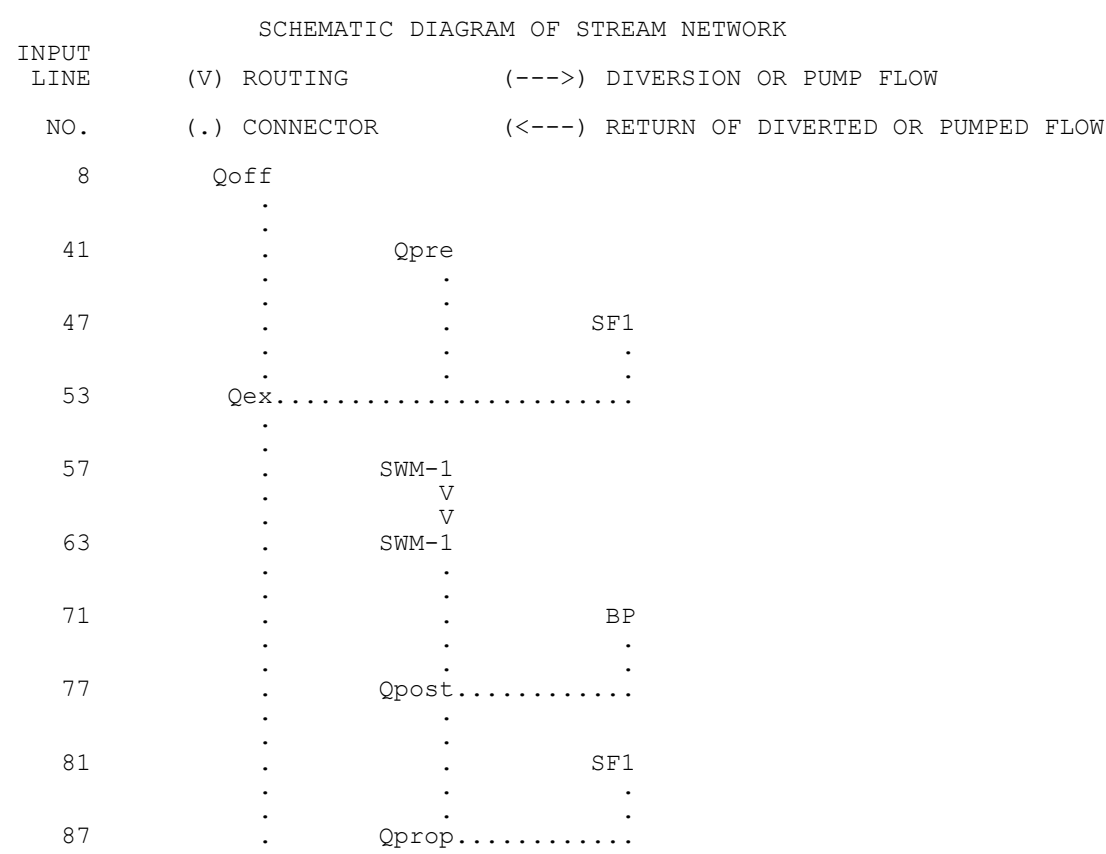 SCHEMATIC DIAGRAM OF STREAM NETWORK
INPUT
LINE (V) ROUTING (--->) DIVERSION OR PUMP FLOW
NO. (.) CONNECTOR (<---) RETURN OF DIVERTED OR PUMPED FLOW
8 Qoff
.
.
41 . Qpre
. .
. .
47 . . SF1
. . .
. . .
53 Qex........................
.
.
57 . SWM-1
. V
. V
63 . SWM-1
. .
. .
71 . . BP
. . .
. . .
77 . Qpost............
. .
. .
81 . . SF1
. . .
. . .
87 . Qprop............